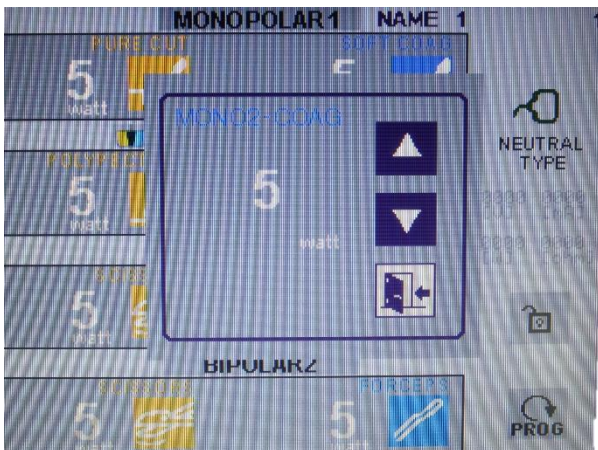 MONOPOLAR1 NAME 1
PURE CUT SOFT COAG
5
watt
MONO2-COAG
5
watt
NEUTRAL
TYPE
5
watt
5
watt
BIPOLAR2
SCISSORS FORCEPS
5 5
watt watt
PROG